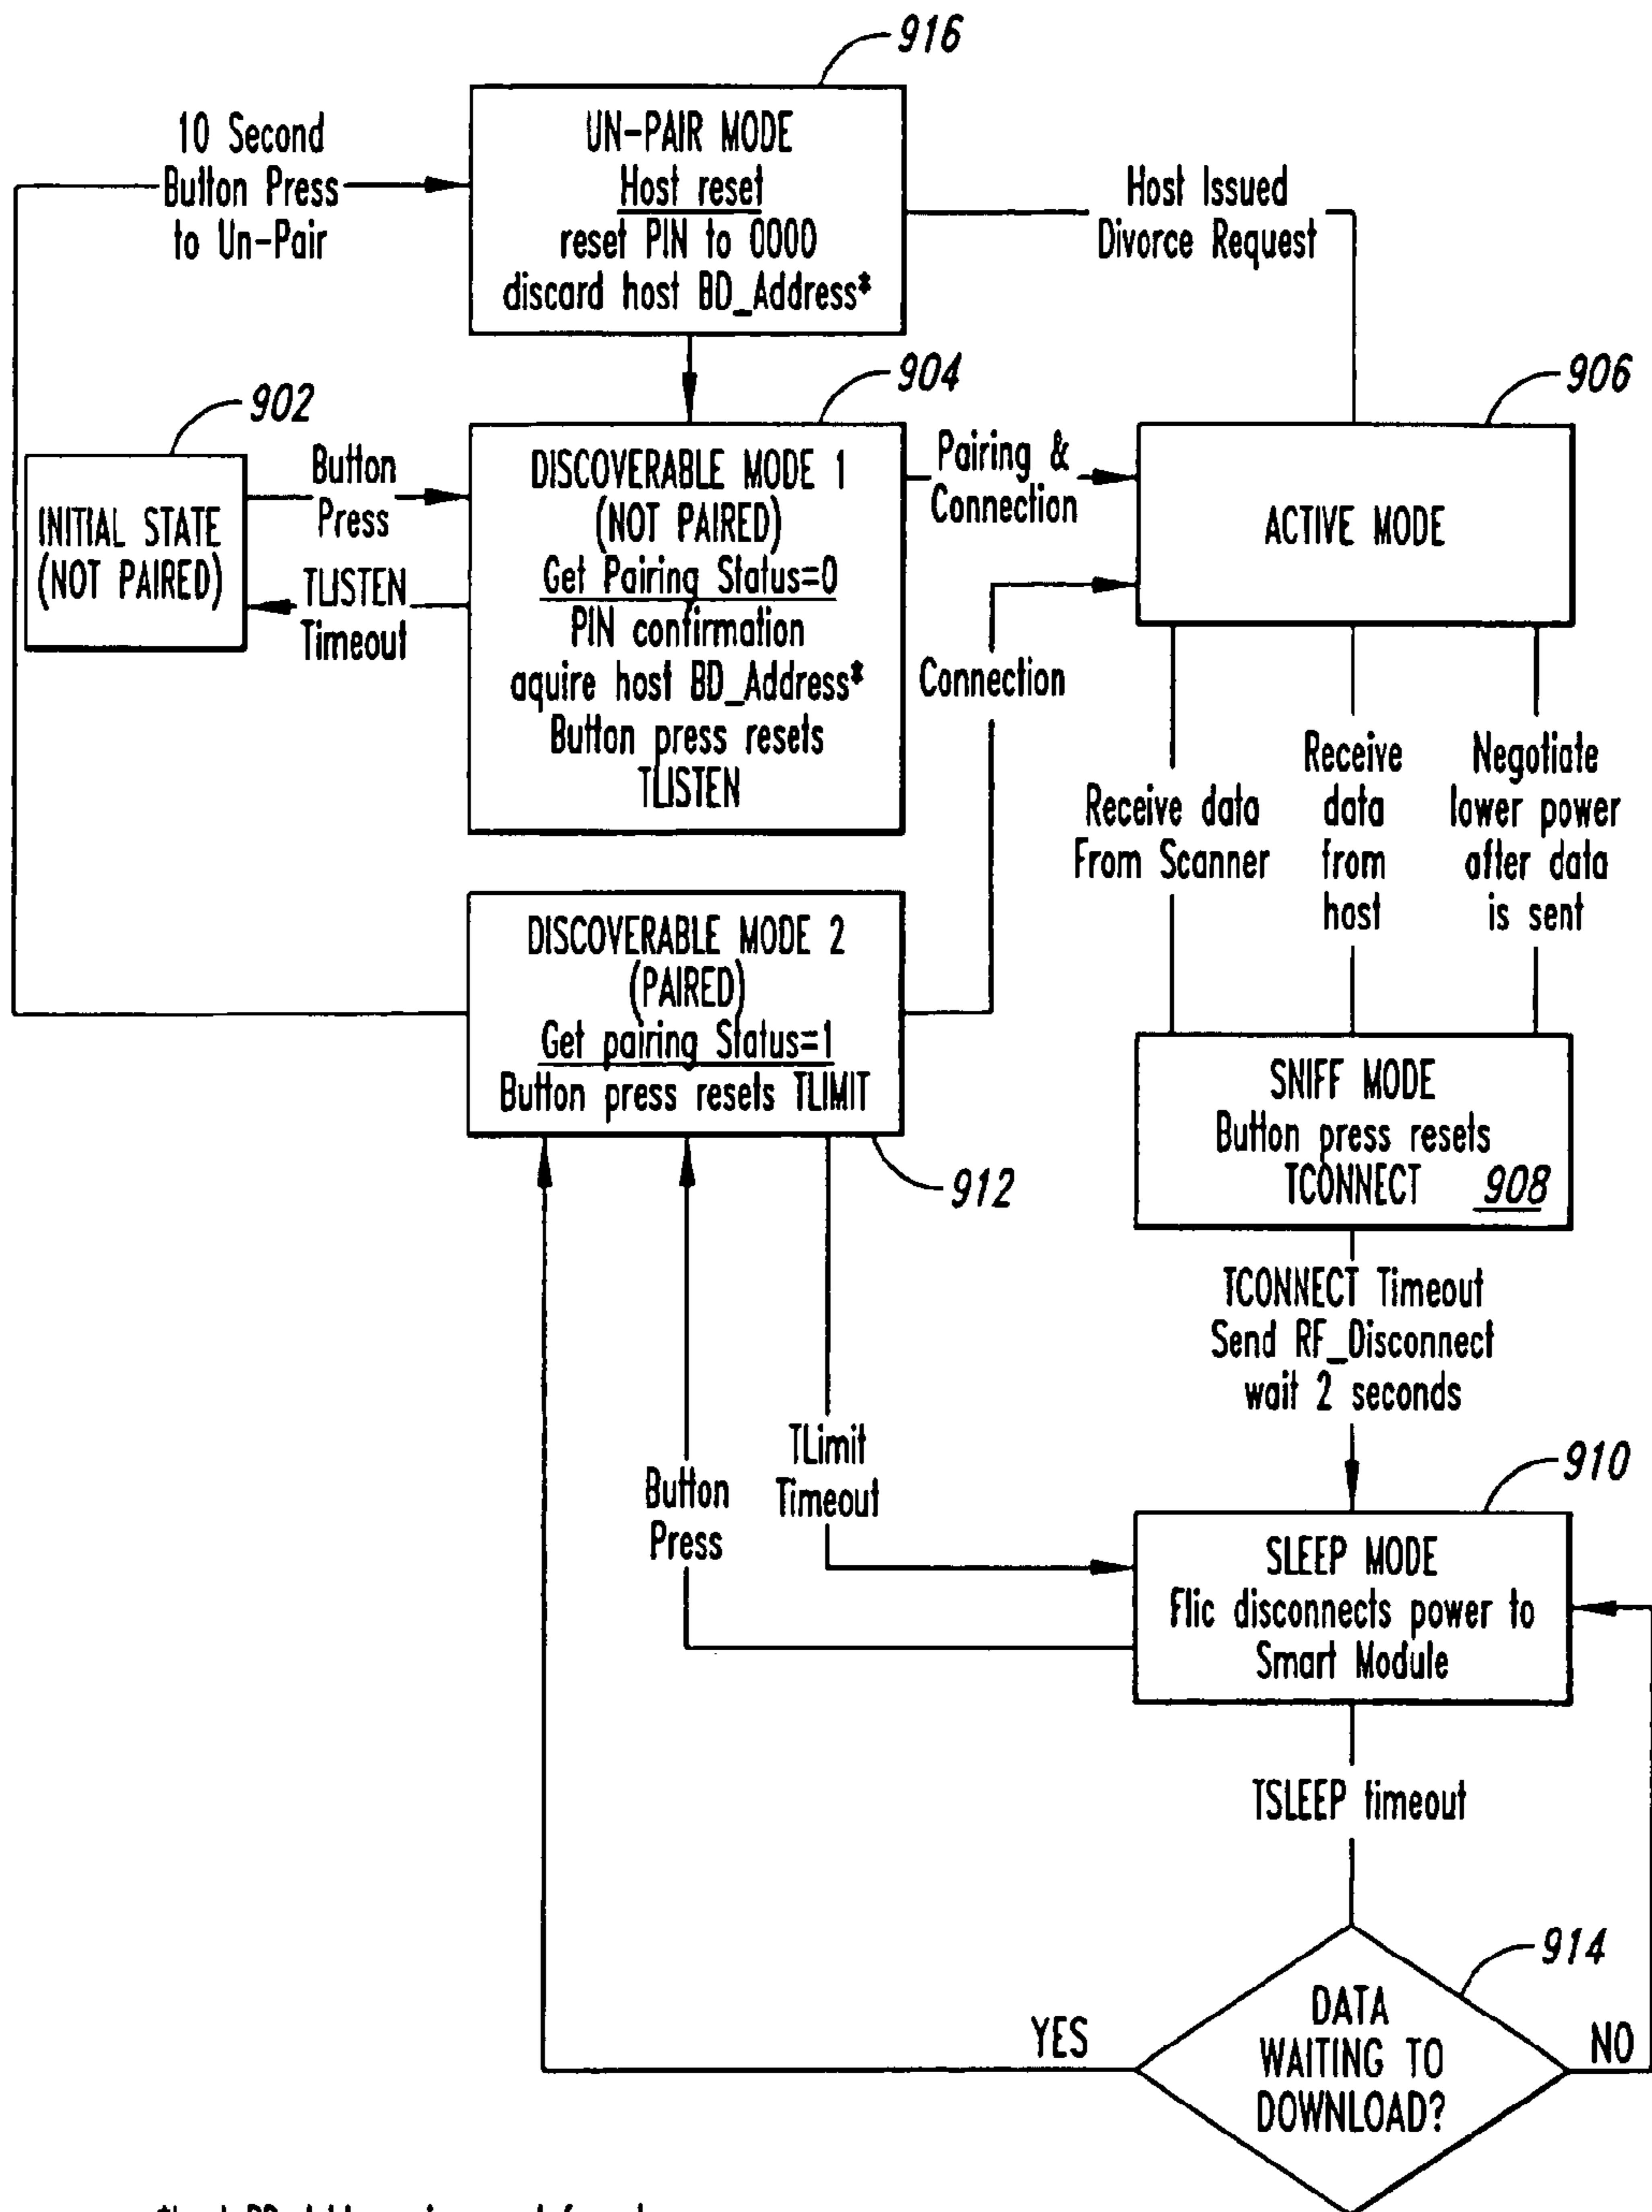 916
10 Second
Button Press
to Un-Pair
UN-PAIR MODE
Host reset
reset PIN to 0000
discard host BD_Address*
Host Issued
Divorce Request
902
904
906
INITIAL STATE
(NOT PAIRED)
Button
Press
TLISTEN
Timeout
DISCOVERABLE MODE 1
(NOT PAIRED)
Get Pairing Status=0
PIN confirmation
aquire host BD_Address*
Button press resets
TLISTEN
Pairing &
Connection
ACTIVE MODE
Connection
Receive data
From Scanner
Receive
data
from
host
Negotiate
lower power
after data
is sent
DISCOVERABLE MODE 2
(PAIRED)
Get pairing Status=1
Button press resets TLIMIT
912
SNIFF MODE
Button press resets
TCONNECT
908
TCONNECT Timeout
Send RF_Disconnect
wait 2 seconds
Button
Press
TLimit
Timeout
910
SLEEP MODE
Flic disconnects power to
Smart Module
TSLEEP timeout
914
DATA
WAITING TO
DOWNLOAD?
YES
NO